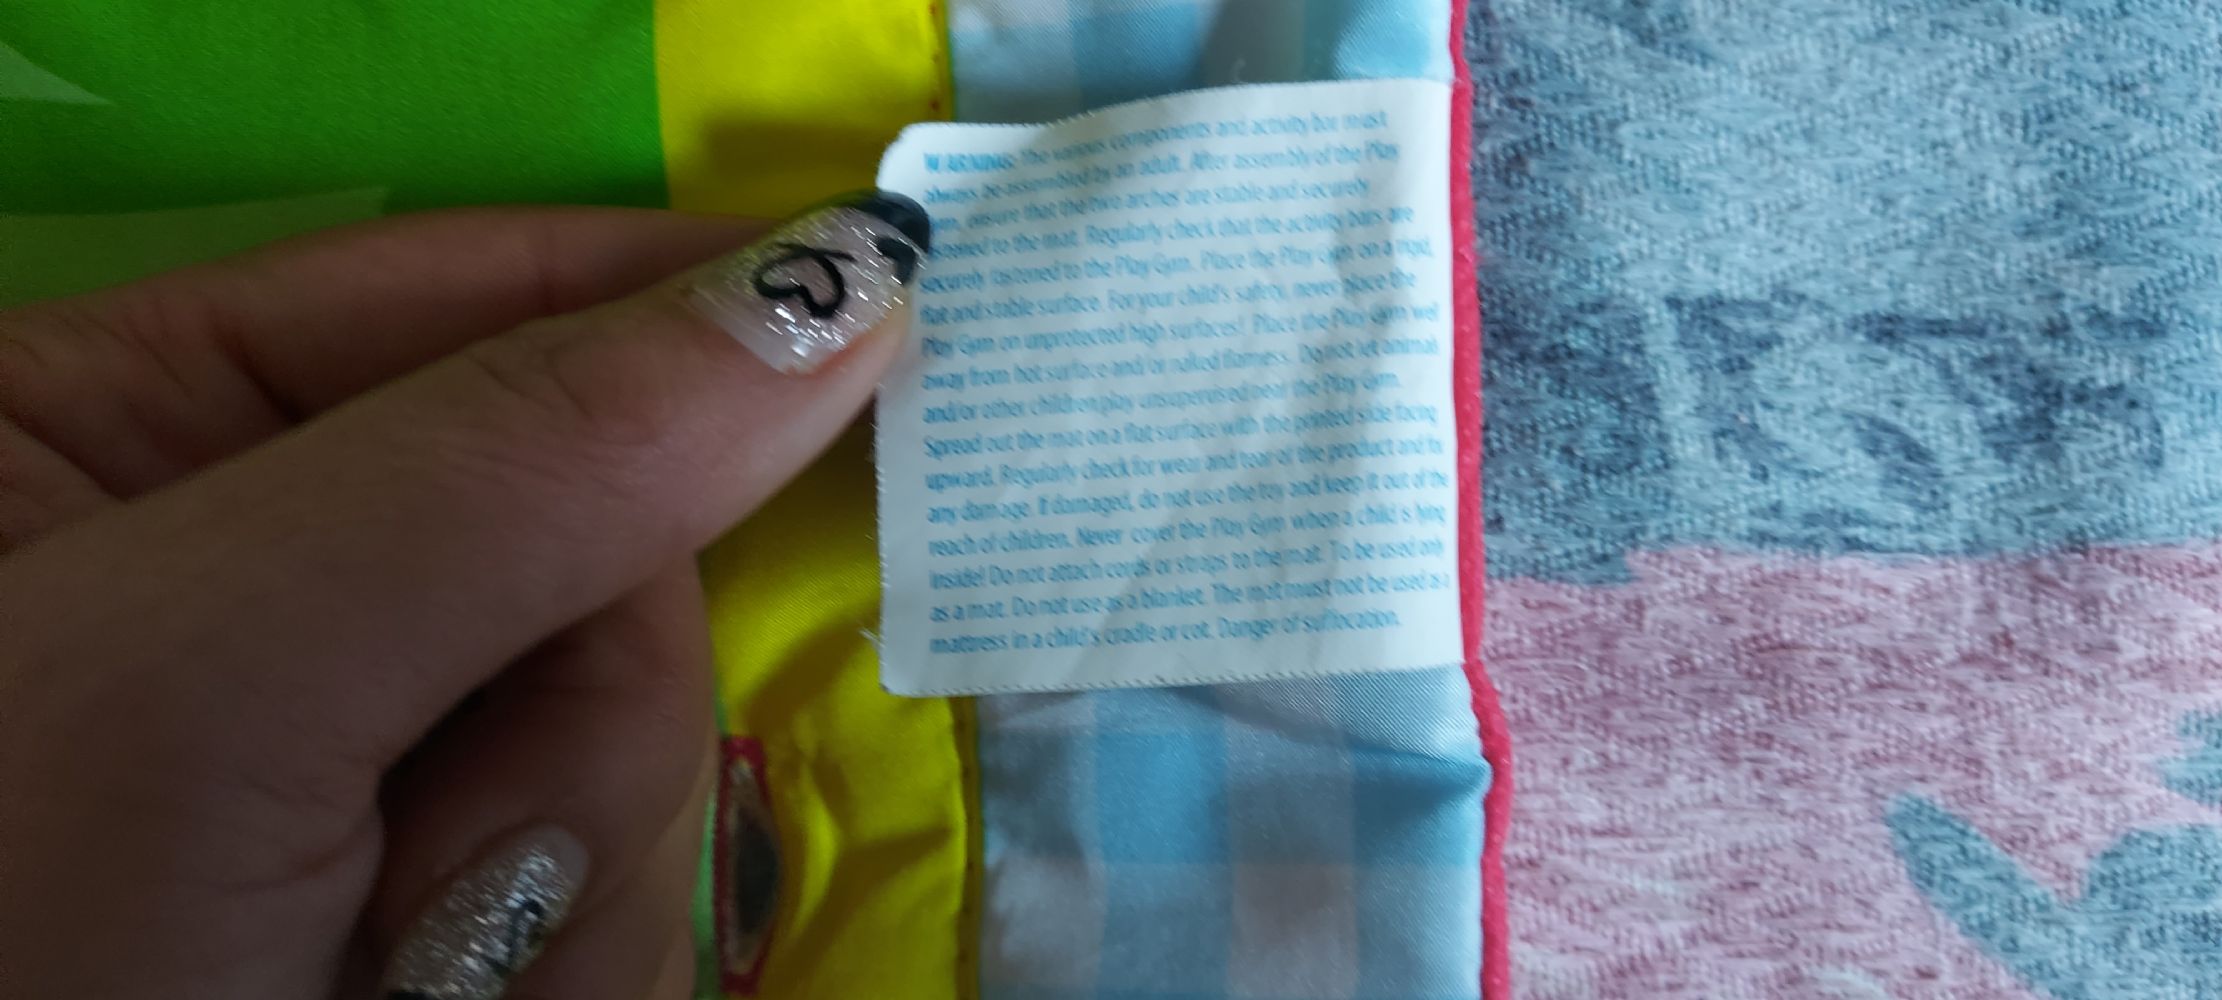 WARNING: The various components and activity bar must
always be assembled by an adult. After assembly of the Play
ensure that the two arches are stable and securely
to the mat. Regularly check that the activity bars are
securely fastened to the Play Gym. Place the Play Gym on a rigid,
flat and stable surface. For your child's safety, never place the
Play Gym on unprotected high surfaces! Place the Play Gym well
away from hot surface and/or naked flames. Do not let animals
and/or other children play unsupervised near the Play Gym.
Spread out the mat on a flat surface with the printed side facing
upward. Regularly check for wear and tear of the product and for
any damage. If damaged, do not use the toy and keep it out of the
reach of children. Never cover the Play Gym when a child is lying
inside! Do not attach cords or straps to the mat. To be used only
as a mat. Do not use as a blanket. The mat must not be used as a
mattress in a child's cradle or cot. Danger of suffocation.